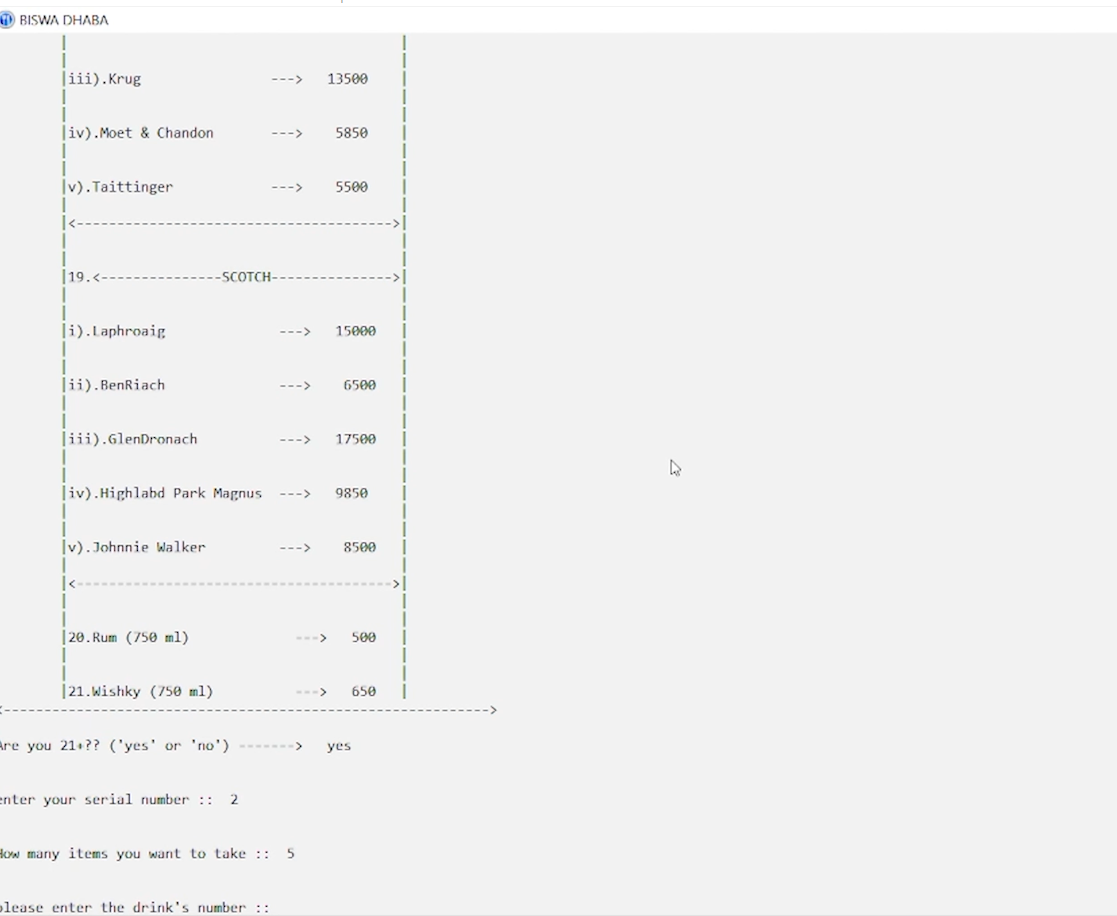 BISWA DHABA
|iii).Krug ---> 13500 |
|iv).Moet & Chandon ---> 5850 |
|v).Taittinger ---> 5500 |
|<--------------------------------------->|
|19.<---------------SCOTCH--------------->|
|i).Laphroaig ---> 15000 |
|ii).BenRiach ---> 6500 |
|iii).GlenDronach ---> 17500 |
|iv).Highlabd Park Magnus ---> 9850 |
|v).Johnnie Walker ---> 8500 |
|<--------------------------------------->|
|20.Rum (750 ml) ---> 500 |
|21.Wishky (750 ml) ---> 650 |
<------------------------------------------------------------>
Are you 21+?? ('yes' or 'no') -------> yes
enter your serial number :: 2
How many items you want to take :: 5
please enter the drink's number ::